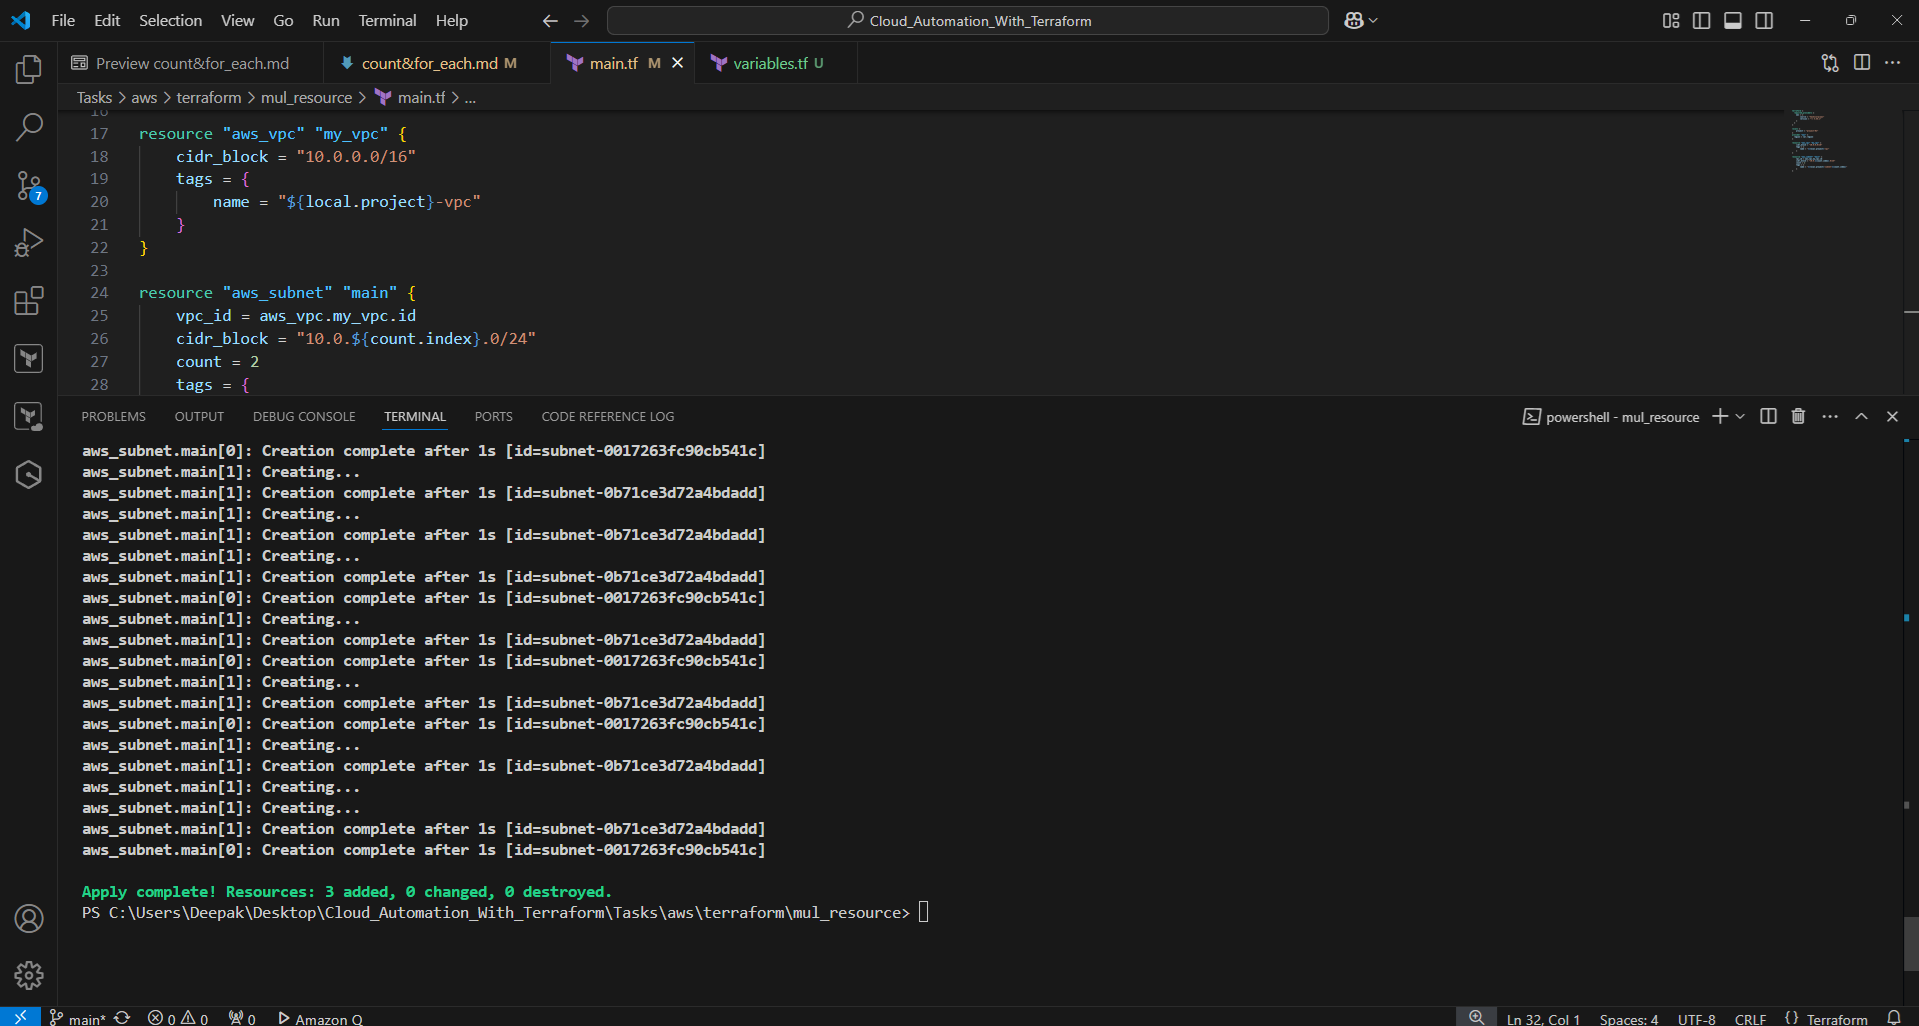 File Edit Selection View Go Run Terminal Help
Cloud_Automation_With_Terraform
Preview count&for_each.md
count&for_each.md M
main.tf M
variables.tf U
Tasks > aws > terraform > mul_resource > main.tf > ...
16
17 resource "aws_vpc" "my_vpc" {
18 cidr_block = "10.0.0.0/16"
19 tags = {
20 name = "${local.project}-vpc"
21 }
22 }
23
24 resource "aws_subnet" "main" {
25 vpc_id = aws_vpc.my_vpc.id
26 cidr_block = "10.0.${count.index}.0/24"
27 count = 2
28 tags = {
7
PROBLEMS OUTPUT DEBUG CONSOLE TERMINAL PORTS CODE REFERENCE LOG
powershell - mul_resource
aws_subnet.main[0]: Creation complete after 1s [id=subnet-0017263fc90cb541c]
aws_subnet.main[1]: Creating...
aws_subnet.main[1]: Creation complete after 1s [id=subnet-0b71ce3d72a4bdadd]
aws_subnet.main[1]: Creating...
aws_subnet.main[1]: Creation complete after 1s [id=subnet-0b71ce3d72a4bdadd]
aws_subnet.main[1]: Creating...
aws_subnet.main[1]: Creation complete after 1s [id=subnet-0b71ce3d72a4bdadd]
aws_subnet.main[0]: Creation complete after 1s [id=subnet-0017263fc90cb541c]
aws_subnet.main[1]: Creating...
aws_subnet.main[1]: Creation complete after 1s [id=subnet-0b71ce3d72a4bdadd]
aws_subnet.main[0]: Creation complete after 1s [id=subnet-0017263fc90cb541c]
aws_subnet.main[1]: Creating...
aws_subnet.main[1]: Creation complete after 1s [id=subnet-0b71ce3d72a4bdadd]
aws_subnet.main[0]: Creation complete after 1s [id=subnet-0017263fc90cb541c]
aws_subnet.main[1]: Creating...
aws_subnet.main[1]: Creation complete after 1s [id=subnet-0b71ce3d72a4bdadd]
aws_subnet.main[1]: Creating...
aws_subnet.main[1]: Creating...
aws_subnet.main[1]: Creation complete after 1s [id=subnet-0b71ce3d72a4bdadd]
aws_subnet.main[0]: Creation complete after 1s [id=subnet-0017263fc90cb541c]
Apply complete! Resources: 3 added, 0 changed, 0 destroyed.
PS C:\Users\Deepak\Desktop\Cloud_Automation_With_Terraform\Tasks\aws\terraform\mul_resource>
main* 0 0 0 Amazon Q
Ln 32, Col 1 Spaces: 4 UTF-8 CRLF {} Terraform